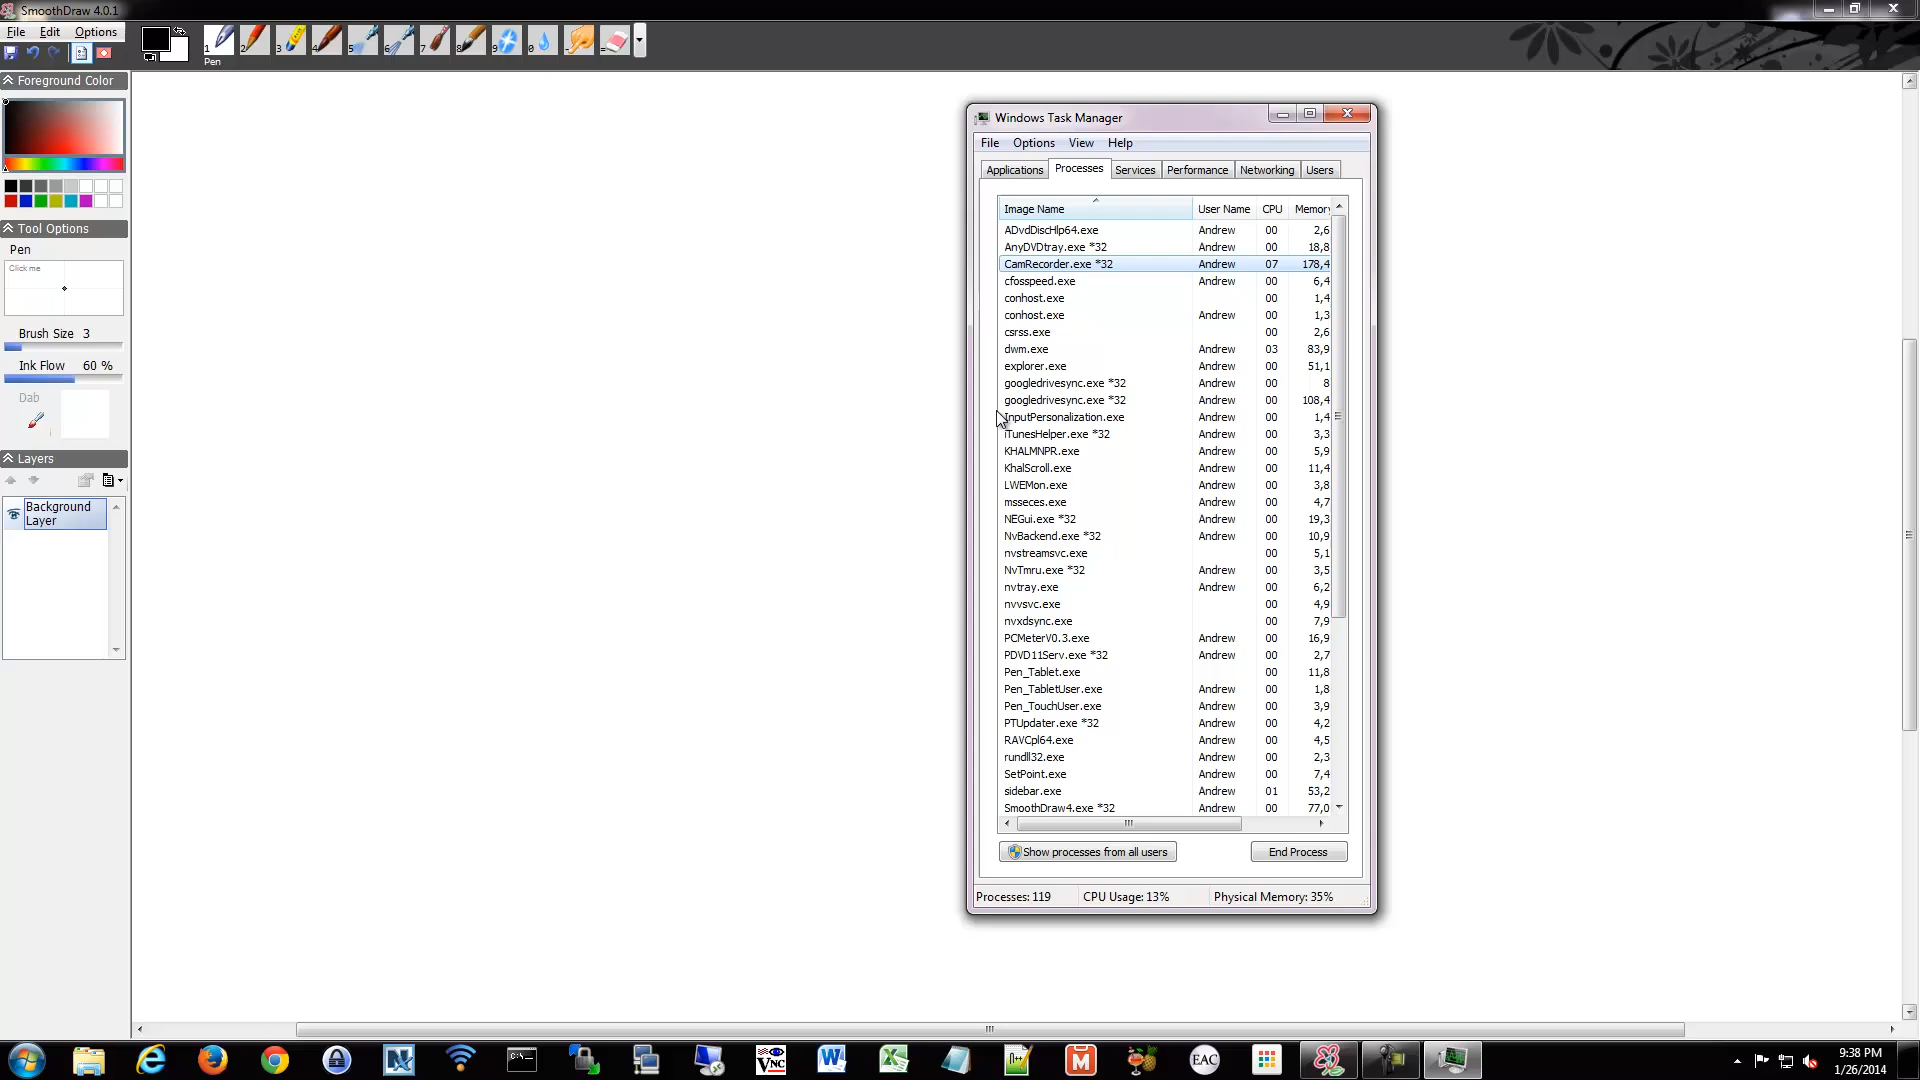 SmoothDraw 4.0.1
File Edit Options
1 2 3 4 5 6 7 8 9 0 - =
Pen
Foreground Color
Tool Options
Pen
Click me
Brush Size 3
Ink Flow 60 %
Dab
Layers
Background
Layer
Windows Task Manager
File Options View Help
Applications Processes Services Performance Networking Users
Image Name User Name CPU Memory
ADvdDiscHlp64.exe Andrew 00 2,6
AnyDVDtray.exe *32 Andrew 00 18,8
CamRecorder.exe *32 Andrew 07 178,4
cfosspeed.exe Andrew 00 6,4
conhost.exe 00 1,4
conhost.exe Andrew 00 1,3
csrss.exe 00 2,6
dwm.exe Andrew 03 83,9
explorer.exe Andrew 00 51,1
googledrivesync.exe *32 Andrew 00 8
googledrivesync.exe *32 Andrew 00 108,4
InputPersonalization.exe Andrew 00 1,4
iTunesHelper.exe *32 Andrew 00 3,3
KHALMNPR.exe Andrew 00 5,9
KhalScroll.exe Andrew 00 11,4
LWEMon.exe Andrew 00 3,8
msseces.exe Andrew 00 4,7
NEGui.exe *32 Andrew 00 19,3
NvBackend.exe *32 Andrew 00 10,9
nvstreamsvc.exe 00 5,1
NvTmru.exe *32 Andrew 00 3,5
nvtray.exe Andrew 00 6,2
nvvsvc.exe 00 4,9
nvxdsync.exe 00 7,9
PCMeterV0.3.exe Andrew 00 16,9
PDVD11Serv.exe *32 Andrew 00 2,7
Pen_Tablet.exe 00 11,8
Pen_TabletUser.exe Andrew 00 1,8
Pen_TouchUser.exe Andrew 00 3,9
PTUpdater.exe *32 Andrew 00 4,2
RAVCpl64.exe Andrew 00 4,5
rundll32.exe Andrew 00 2,3
SetPoint.exe Andrew 00 7,4
sidebar.exe Andrew 01 53,2
SmoothDraw4.exe *32 Andrew 00 77,0
Show processes from all users End Process
Processes: 119 CPU Usage: 13% Physical Memory: 35%
VNC
EAC
9:38 PM
1/26/2014